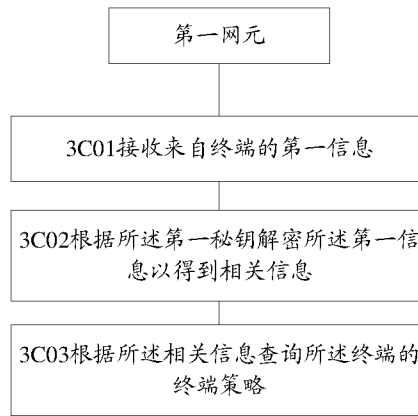 第一网元
3C01接收来自终端的第一信息
3C02根据所述第一秘钥解密所述第一信
息以得到相关信息
3C03根据所述相关信息查询所述终端的
终端策略